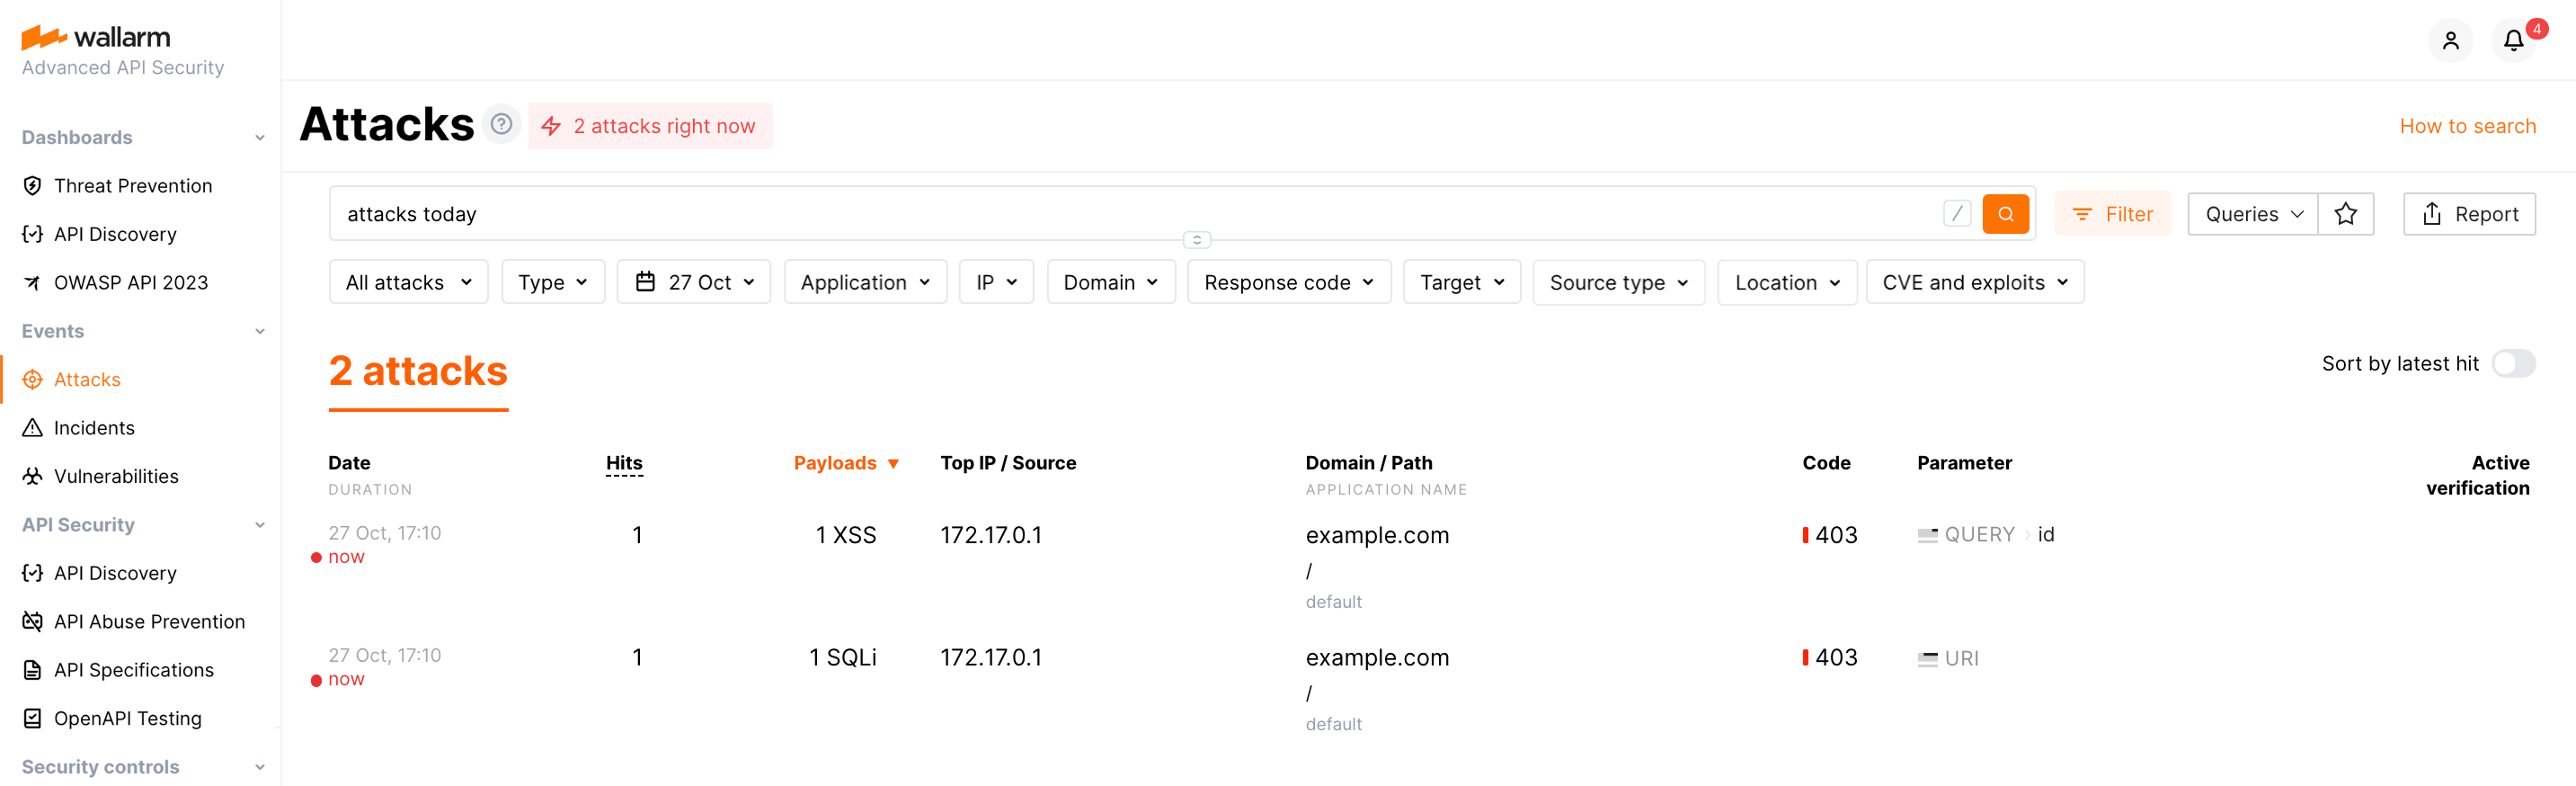 wallarm
Advanced API Security
4
Dashboards
Threat Prevention
API Discovery
OWASP API 2023
Events
Attacks
Incidents
Vulnerabilities
API Security
API Discovery
API Abuse Prevention
API Specifications
OpenAPI Testing
Security controls
Attacks ? 2 attacks right now How to search
attacks today / Filter Queries Report
All attacks Type 27 Oct Application IP Domain Response code Target Source type Location CVE and exploits
2 attacks Sort by latest hit
Date Hits Payloads Top IP / Source Domain / Path Code Parameter Active
DURATION APPLICATION NAME verification
27 Oct, 17:10 1 1 XSS 172.17.0.1 example.com 403 QUERY › id
now
/
default
27 Oct, 17:10 1 1 SQLi 172.17.0.1 example.com 403 URI
now
/
default